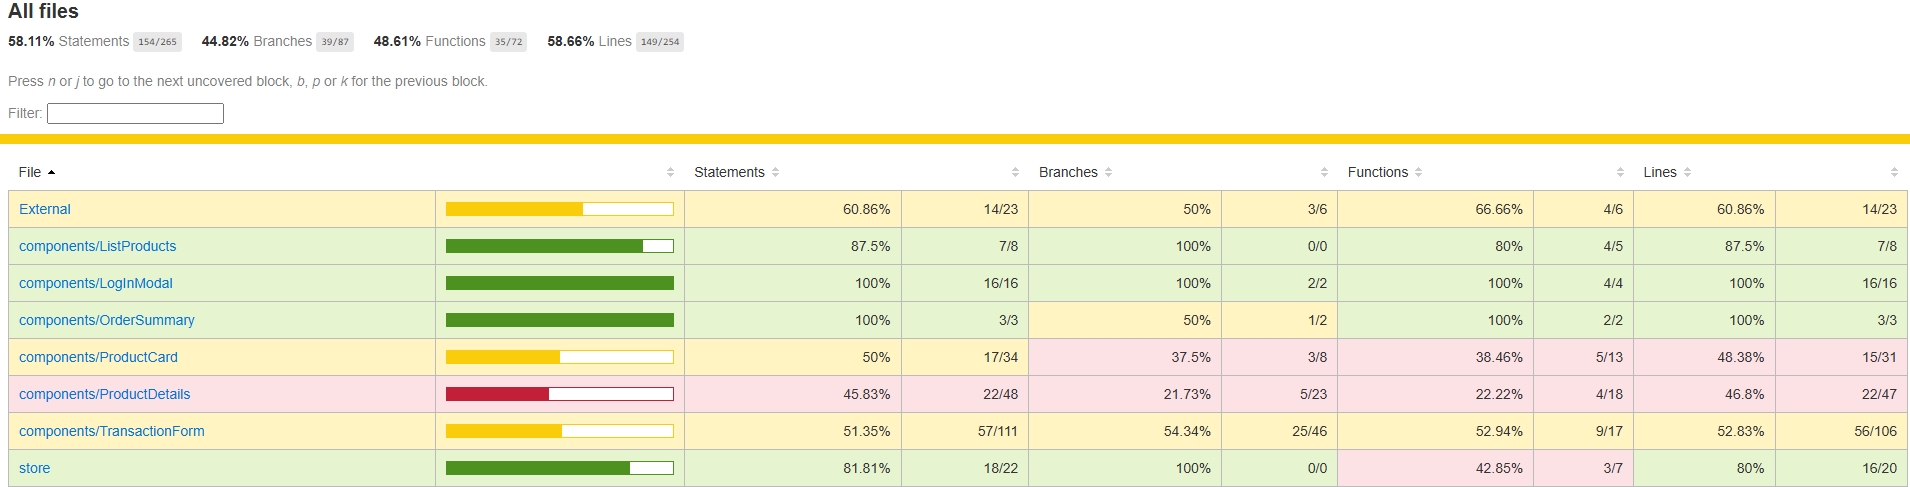 All files
58.11% Statements 154/265 44.82% Branches 39/87 48.61% Functions 35/72 58.66% Lines 149/254
Press n or j to go to the next uncovered block, b, p or k for the previous block.
Filter:
File Statements Branches Functions Lines
External 60.86% 14/23 50% 3/6 66.66% 4/6 60.86% 14/23
components/ListProducts 87.5% 7/8 100% 0/0 80% 4/5 87.5% 7/8
components/LogInModal 100% 16/16 100% 2/2 100% 4/4 100% 16/16
components/OrderSummary 100% 3/3 50% 1/2 100% 2/2 100% 3/3
components/ProductCard 50% 17/34 37.5% 3/8 38.46% 5/13 48.38% 15/31
components/ProductDetails 45.83% 22/48 21.73% 5/23 22.22% 4/18 46.8% 22/47
components/TransactionForm 51.35% 57/111 54.34% 25/46 52.94% 9/17 52.83% 56/106
store 81.81% 18/22 100% 0/0 42.85% 3/7 80% 16/20